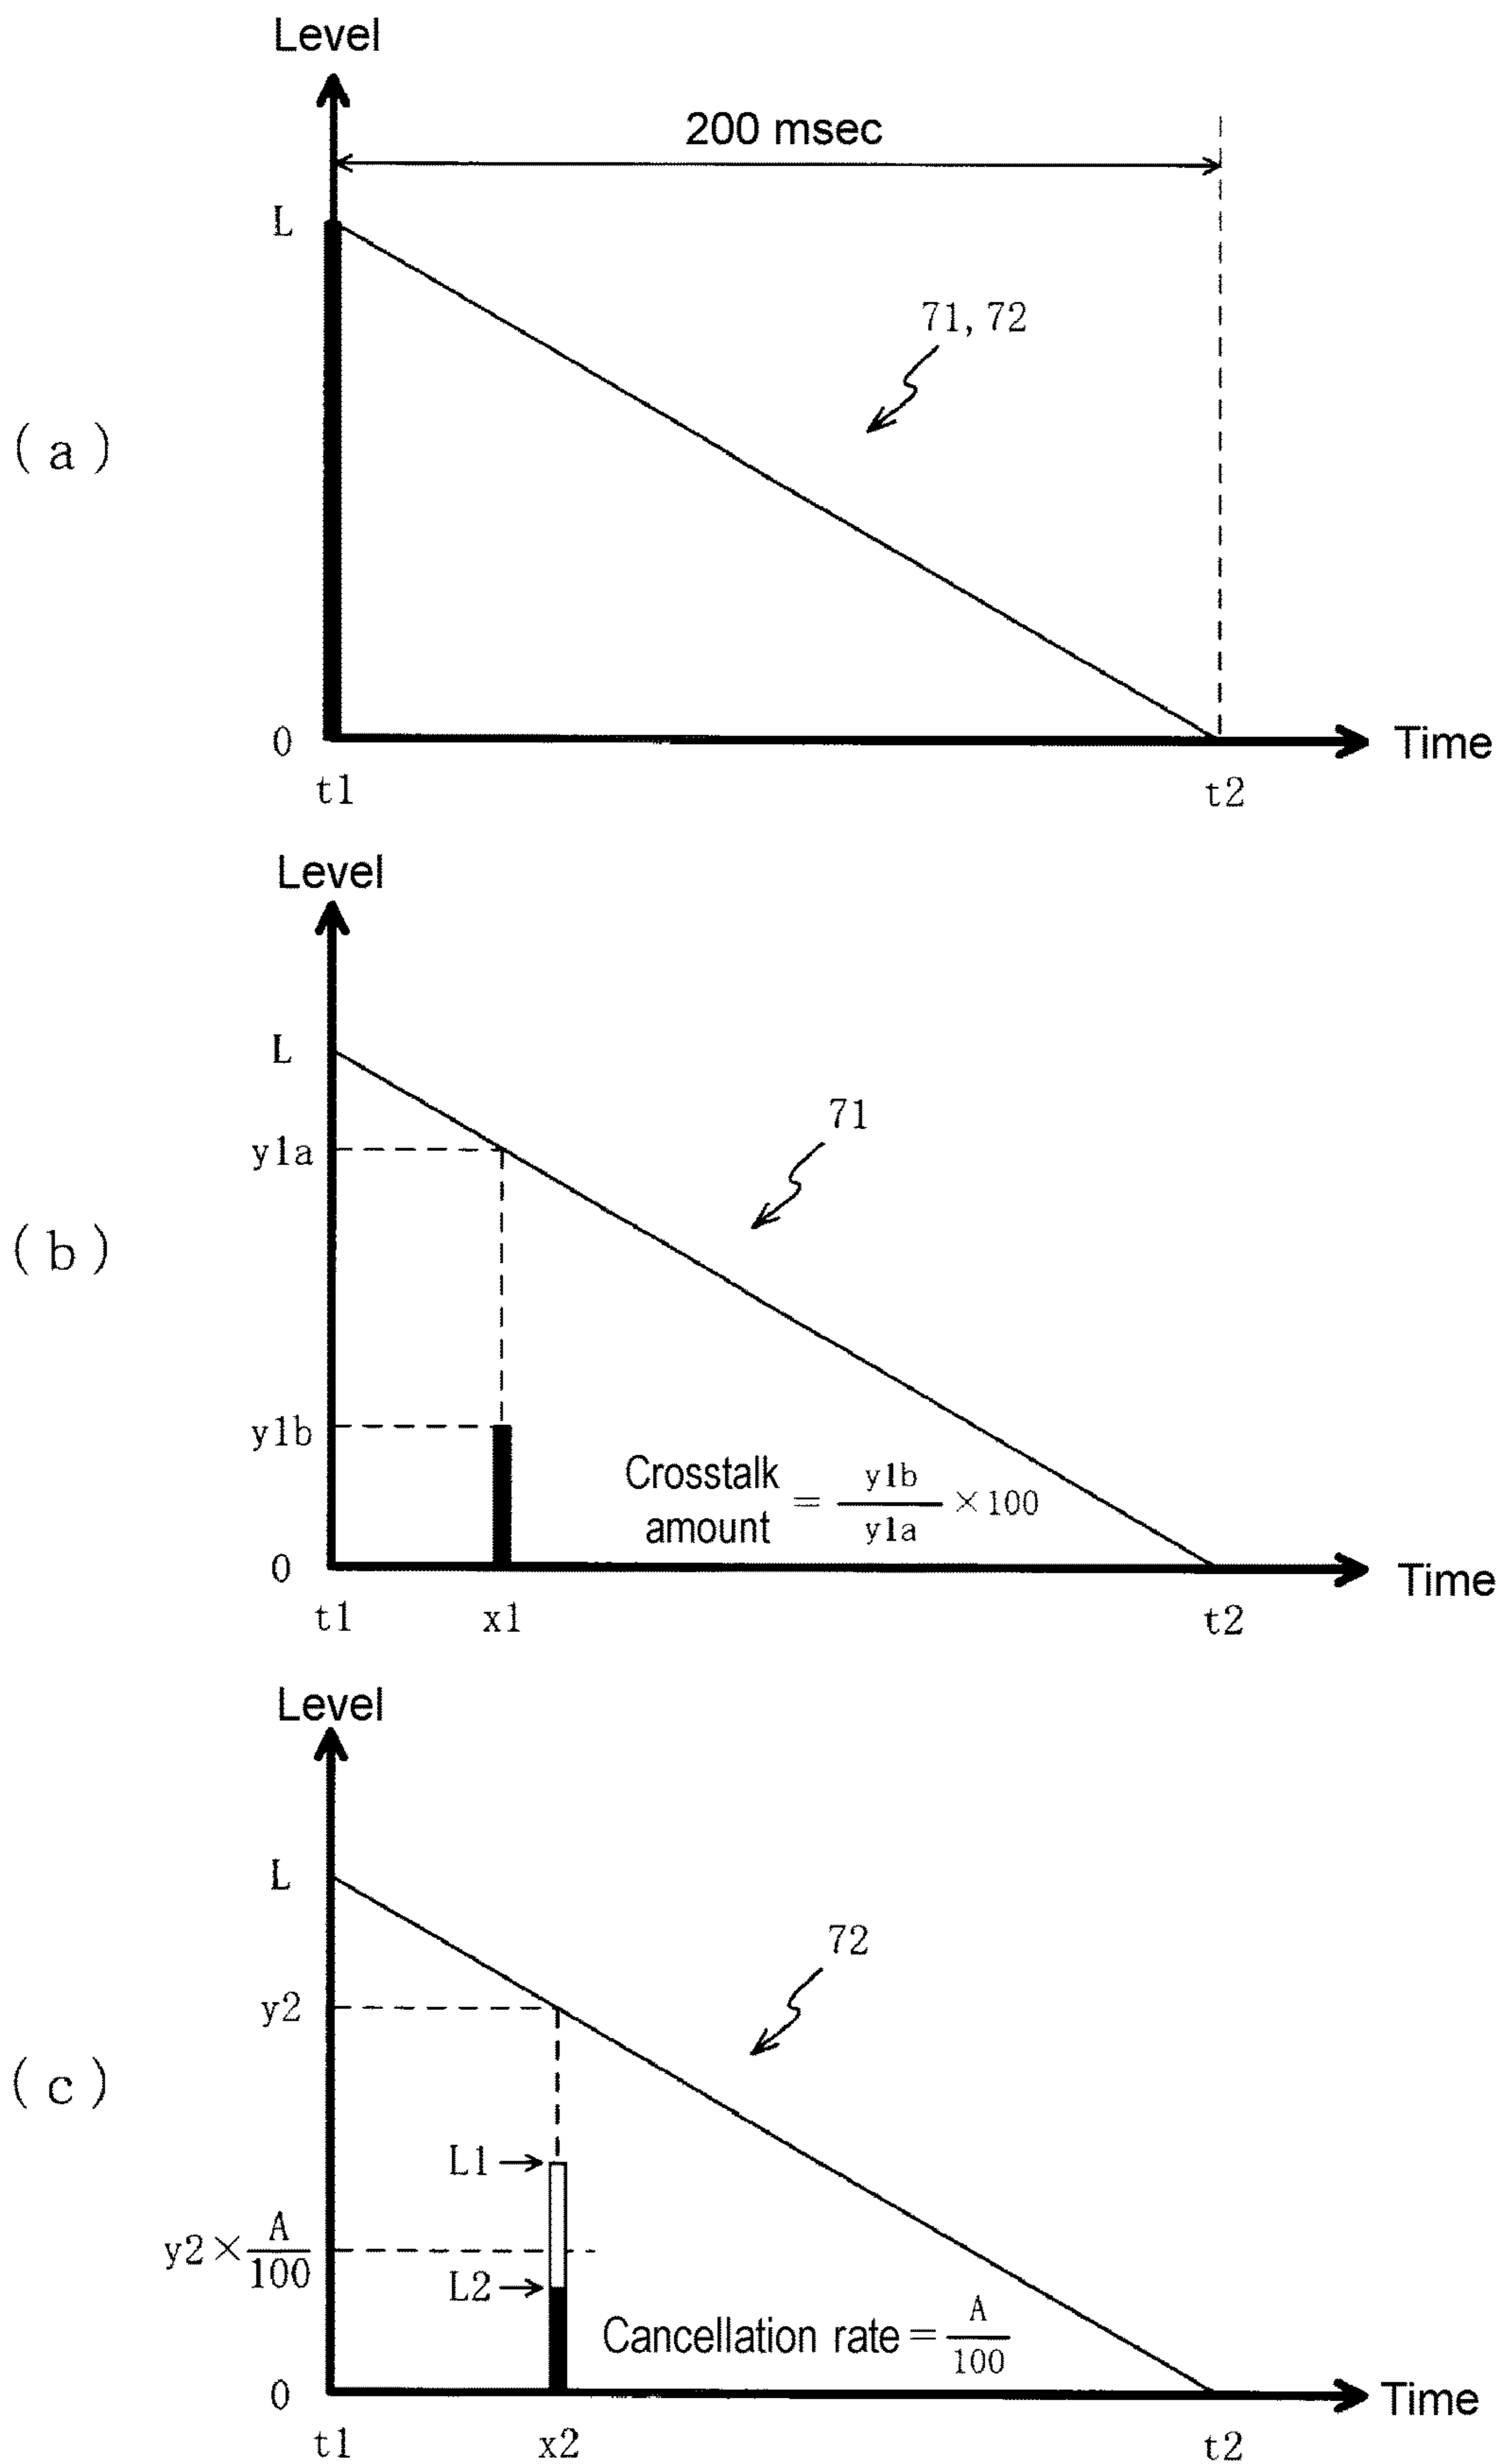 Level
200 msec
L
71, 72
(a)
0
Time
t1
t2
Level
L
71
y1a
(b)
y1b
Crosstalk amount = y1b / y1a ×100
0
Time
t1
x1
t2
Level
L
72
y2
(c)
L1
y2 × A / 100
L2
Cancellation rate = A / 100
0
Time
t1
x2
t2